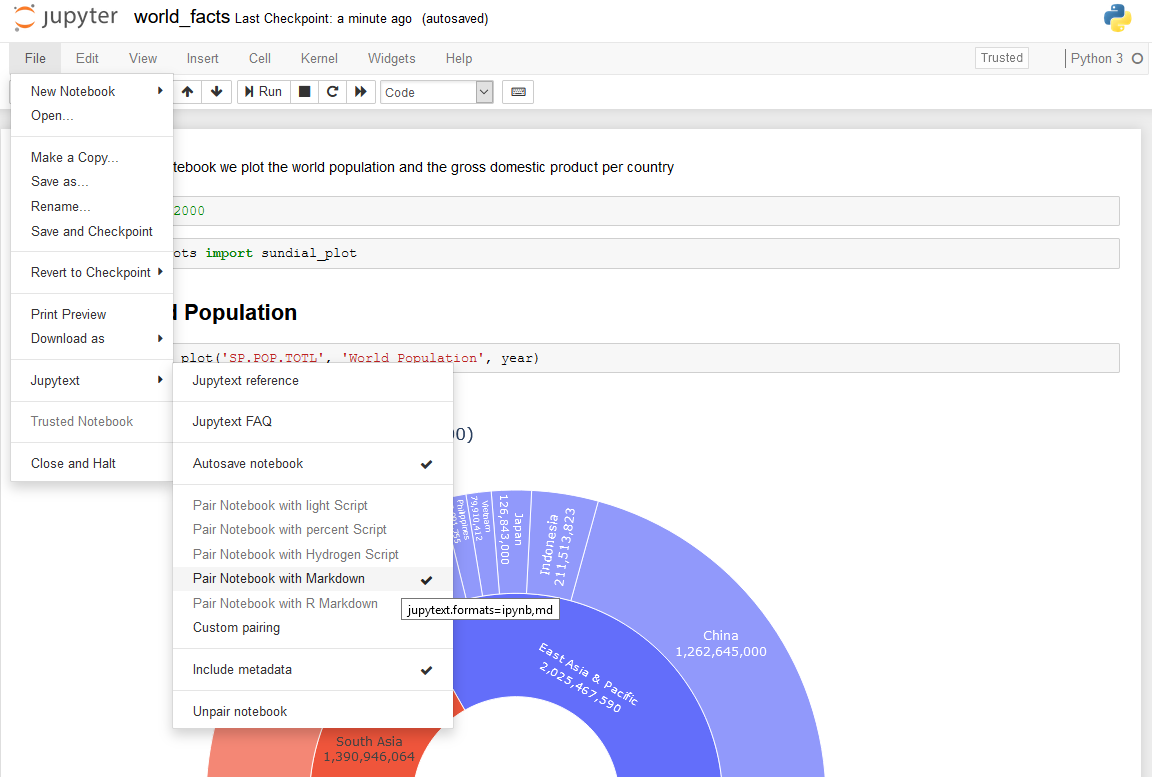 jupyter world_facts Last Checkpoint: a minute ago (autosaved)
File Edit View Insert Cell Kernel Widgets Help Trusted Python 3
Run Code
New Notebook
Open...
Make a Copy...
Save as...
Rename...
Save and Checkpoint
Revert to Checkpoint
Print Preview
Download as
Jupytext
Trusted Notebook
Close and Halt
tebook we plot the world population and the gross domestic product per country
2000
ots import sundial_plot
Population
plot('SP.POP.TOTL', 'World Population', year)
Jupytext reference
Jupytext FAQ
Autosave notebook
Pair Notebook with light Script
Pair Notebook with percent Script
Pair Notebook with Hydrogen Script
Pair Notebook with Markdown
Pair Notebook with R Markdown
Custom pairing
Include metadata
Unpair notebook
jupytext.formats=ipynb,md
00)
Philippines
Vietnam
79,910,412
Japan
126,843,000
Indonesia
211,513,823
China
1,262,645,000
East Asia & Pacific
2,025,467,590
South Asia
1,390,946,064